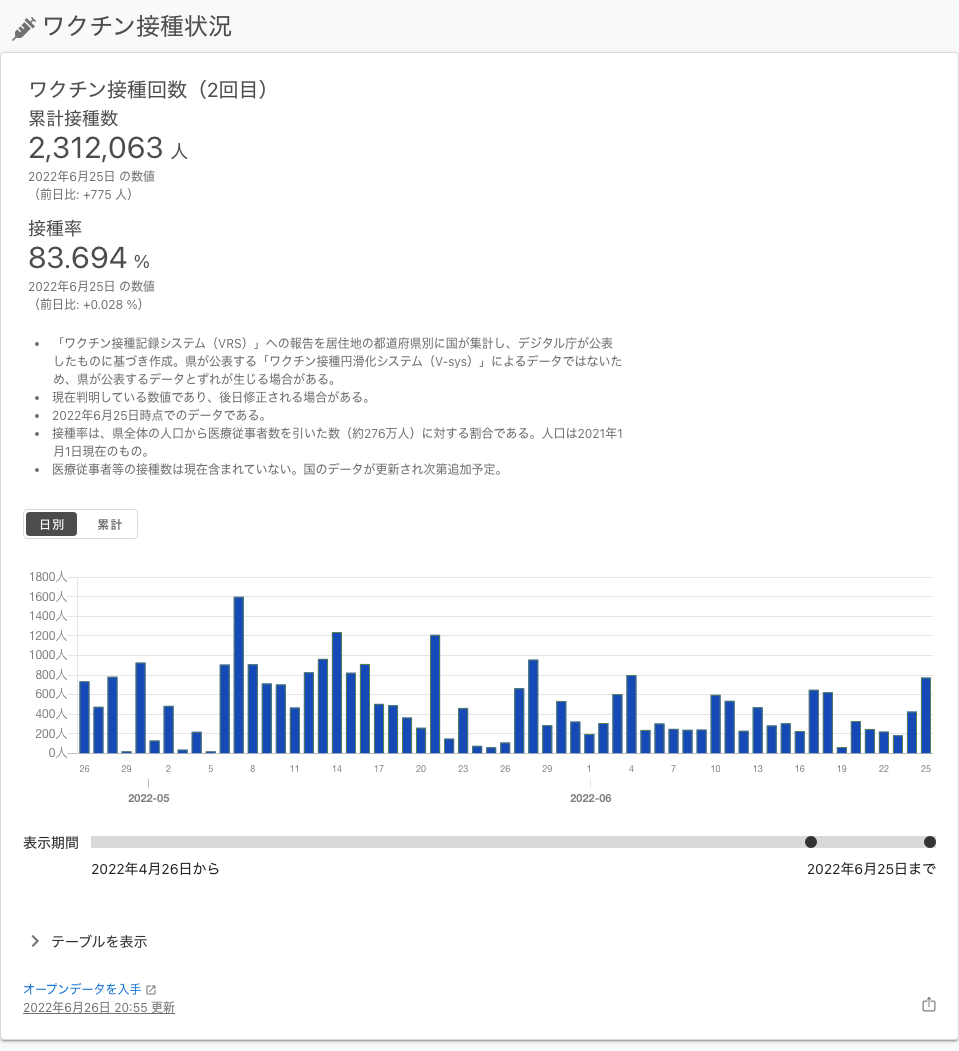 ワクチン接種状況
ワクチン接種回数（2回目）
累計接種数
2,312,063 人
2022年6月25日 の数値
（前日比: +775 人）
接種率
83.694 %
2022年6月25日 の数値
（前日比: +0.028 %）
• 「ワクチン接種記録システム（VRS）」への報告を居住地の都道府県別に国が集計し、デジタル庁が公表
したものに基づき作成。県が公表する「ワクチン接種円滑化システム（V-sys）」によるデータではないた
め、県が公表するデータとずれが生じる場合がある。
• 現在判明している数値であり、後日修正される場合がある。
• 2022年6月25日時点でのデータである。
• 接種率は、県全体の人口から医療従事者数を引いた数（約276万人）に対する割合である。人口は2021年1
月1日現在のもの。
• 医療従事者等の接種数は現在含まれていない。国のデータが更新され次第追加予定。
日別 累計
1800人
1600人
1400人
1200人
1000人
800人
600人
400人
200人
0人
26 29 2 5 8 11 14 17 20 23 26 29 1 4 7 10 13 16 19 22 25
2022-05 2022-06
表示期間
2022年4月26日から 2022年6月25日まで
テーブルを表示
オープンデータを入手
2022年6月26日 20:55 更新